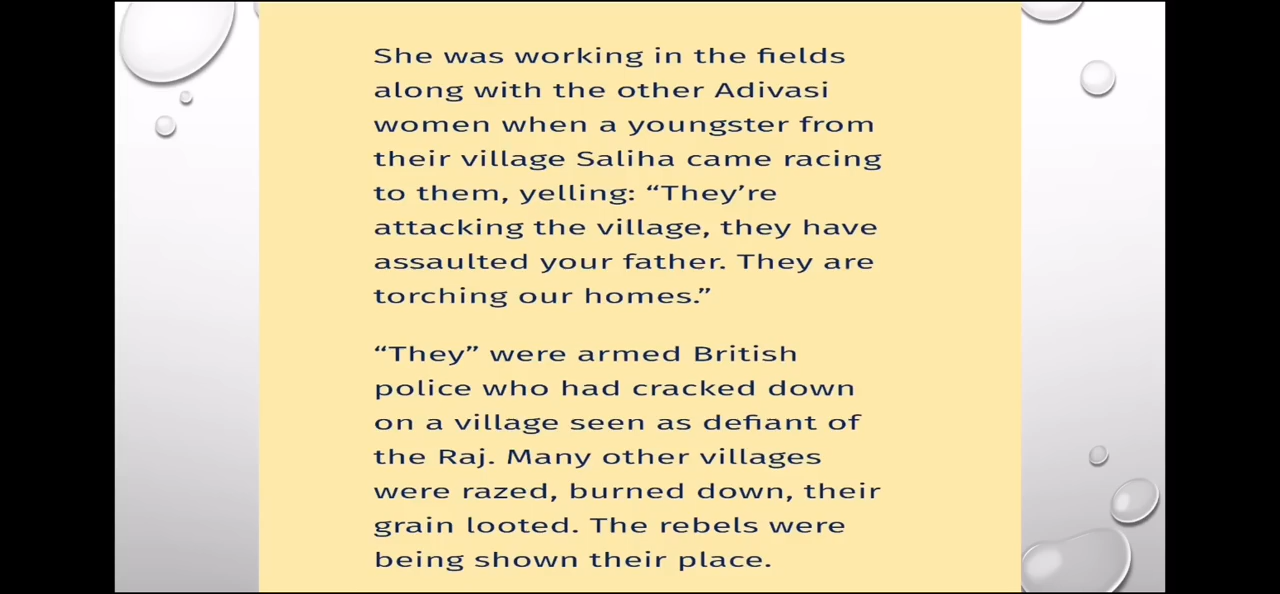 She was working in the fields
along with the other Adivasi
women when a youngster from
their village Saliha came racing
to them, yelling: “They’re
attacking the village, they have
assaulted your father. They are
torching our homes.”
“They” were armed British
police who had cracked down
on a village seen as defiant of
the Raj. Many other villages
were razed, burned down, their
grain looted. The rebels were
being shown their place.